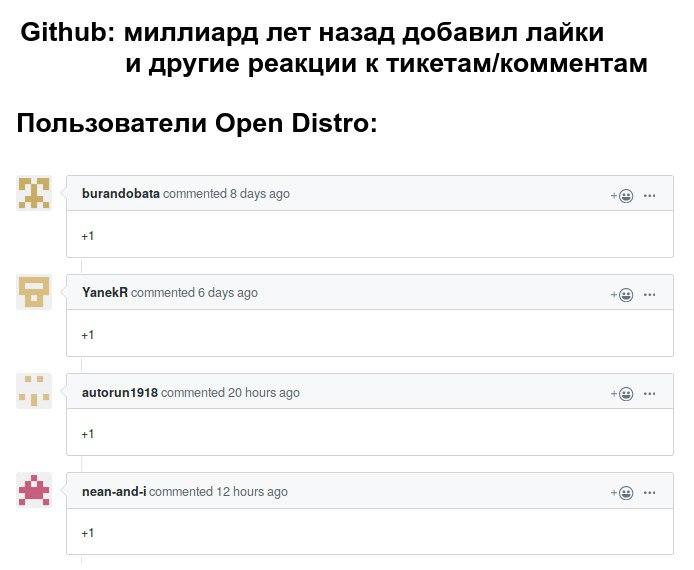 Github: миллиард лет назад добавил лайки
и другие реакции к тикетам/комментам
Пользователи Open Distro:
burandobata commented 8 days ago
+1
YanekR commented 6 days ago
+1
autorun1918 commented 20 hours ago
+1
nean-and-i commented 12 hours ago
+1